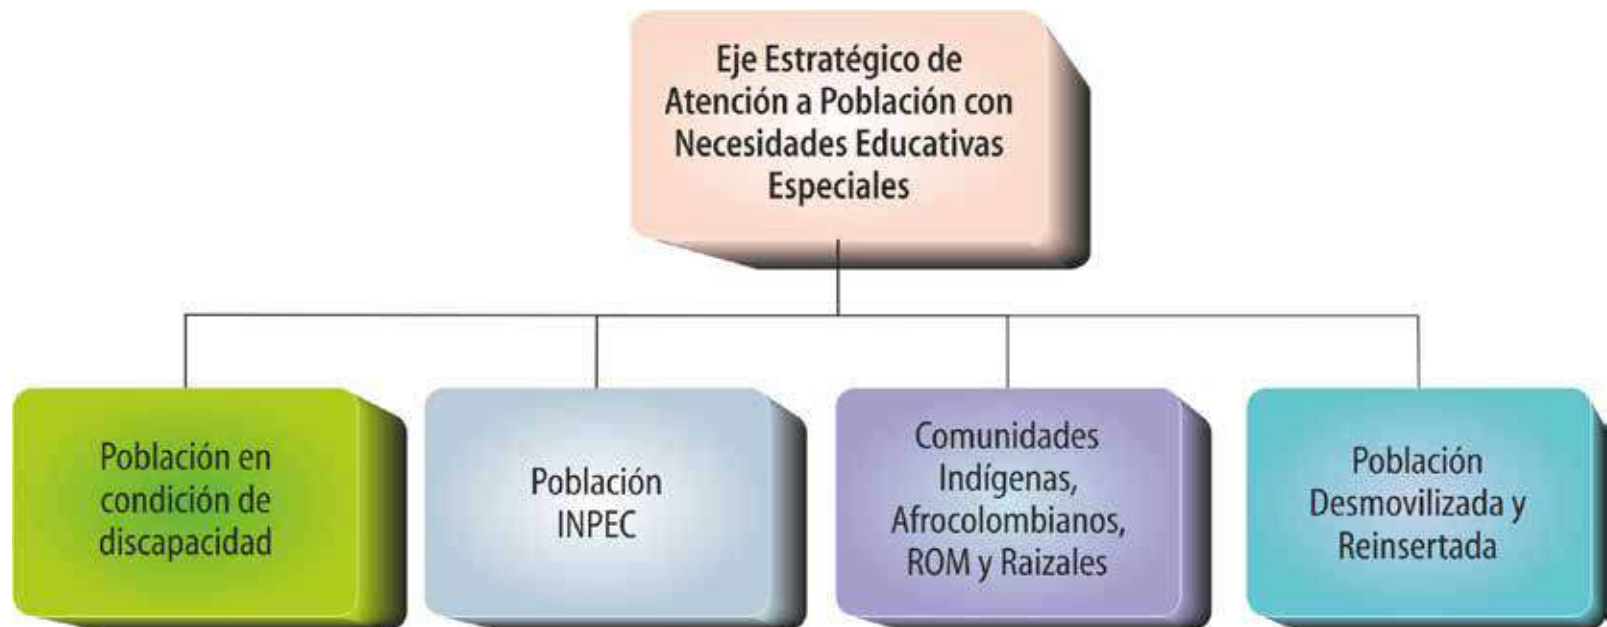 Eje Estratégico de
Atención a Población con
Necesidades Educativas
Especiales
Población en
condición de
discapacidad
Población
INPEC
Comunidades
Indígenas,
Afrocolombianos,
ROM y Raizales
Población
Desmovilizada y
Reinsertada